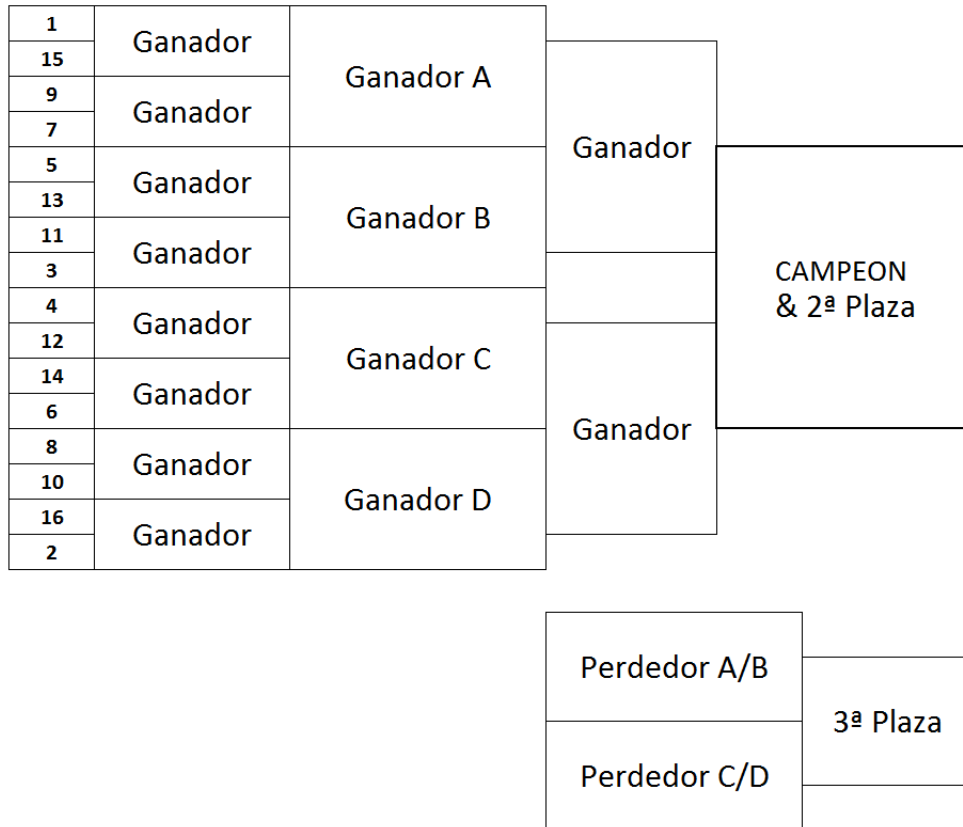 1
15
9
7
5
13
11
3
4
12
14
6
8
10
16
2
Ganador
Ganador
Ganador
Ganador
Ganador
Ganador
Ganador
Ganador
Ganador A
Ganador B
Ganador C
Ganador D
Ganador
Ganador
CAMPEON
& 2ª Plaza
Perdedor A/B
Perdedor C/D
3ª Plaza